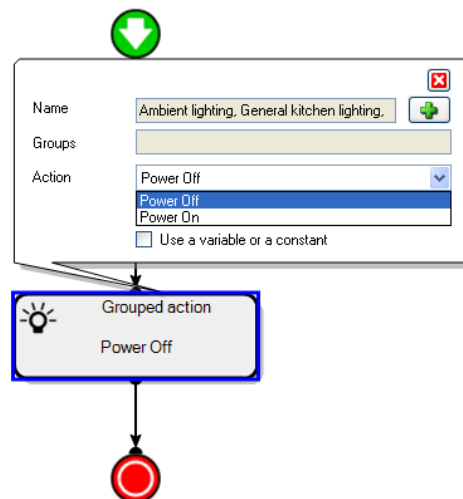 Name
Ambient lighting, General kitchen lighting,
Groups
Action
Power Off
Power Off
Power On
Use a variable or a constant
Grouped action
Power Off